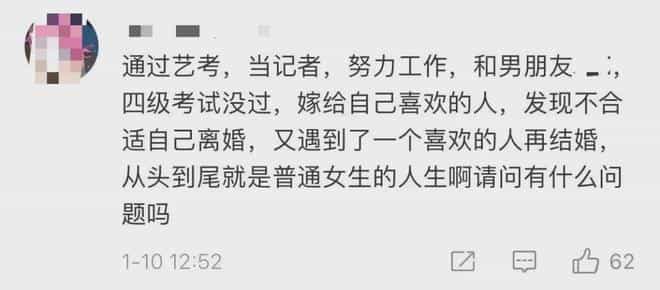 通过艺考，当记者，努力工作，和男朋友
四级考试没过，嫁给自己喜欢的人，发现不合
适自己离婚，又遇到了一个喜欢的人再结婚，
从头到尾就是普通女生的人生啊请问有什么问
题吗
1-10 12:52
62